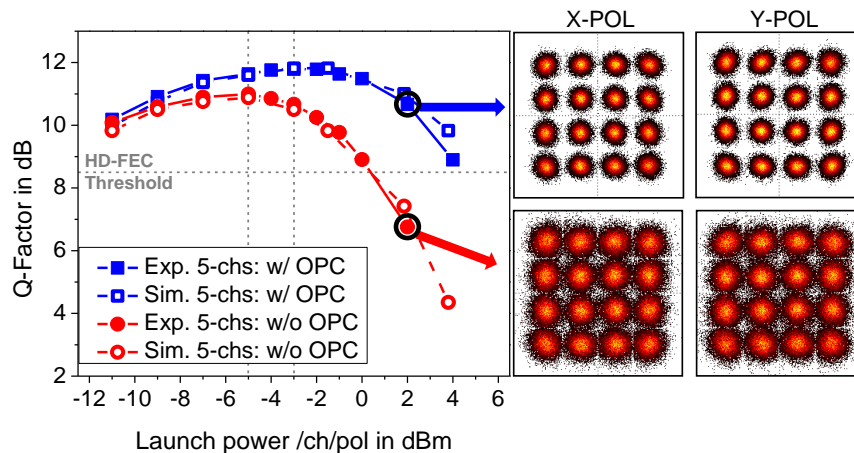 X-POL
Y-POL
12
10
8
6
4
2
Q-Factor in dB
HD-FEC
Threshold
Exp. 5-chs: w/ OPC
Sim. 5-chs: w/ OPC
Exp. 5-chs: w/o OPC
Sim. 5-chs: w/o OPC
-12 -10 -8 -6 -4 -2 0 2 4 6
Launch power /ch/pol in dBm